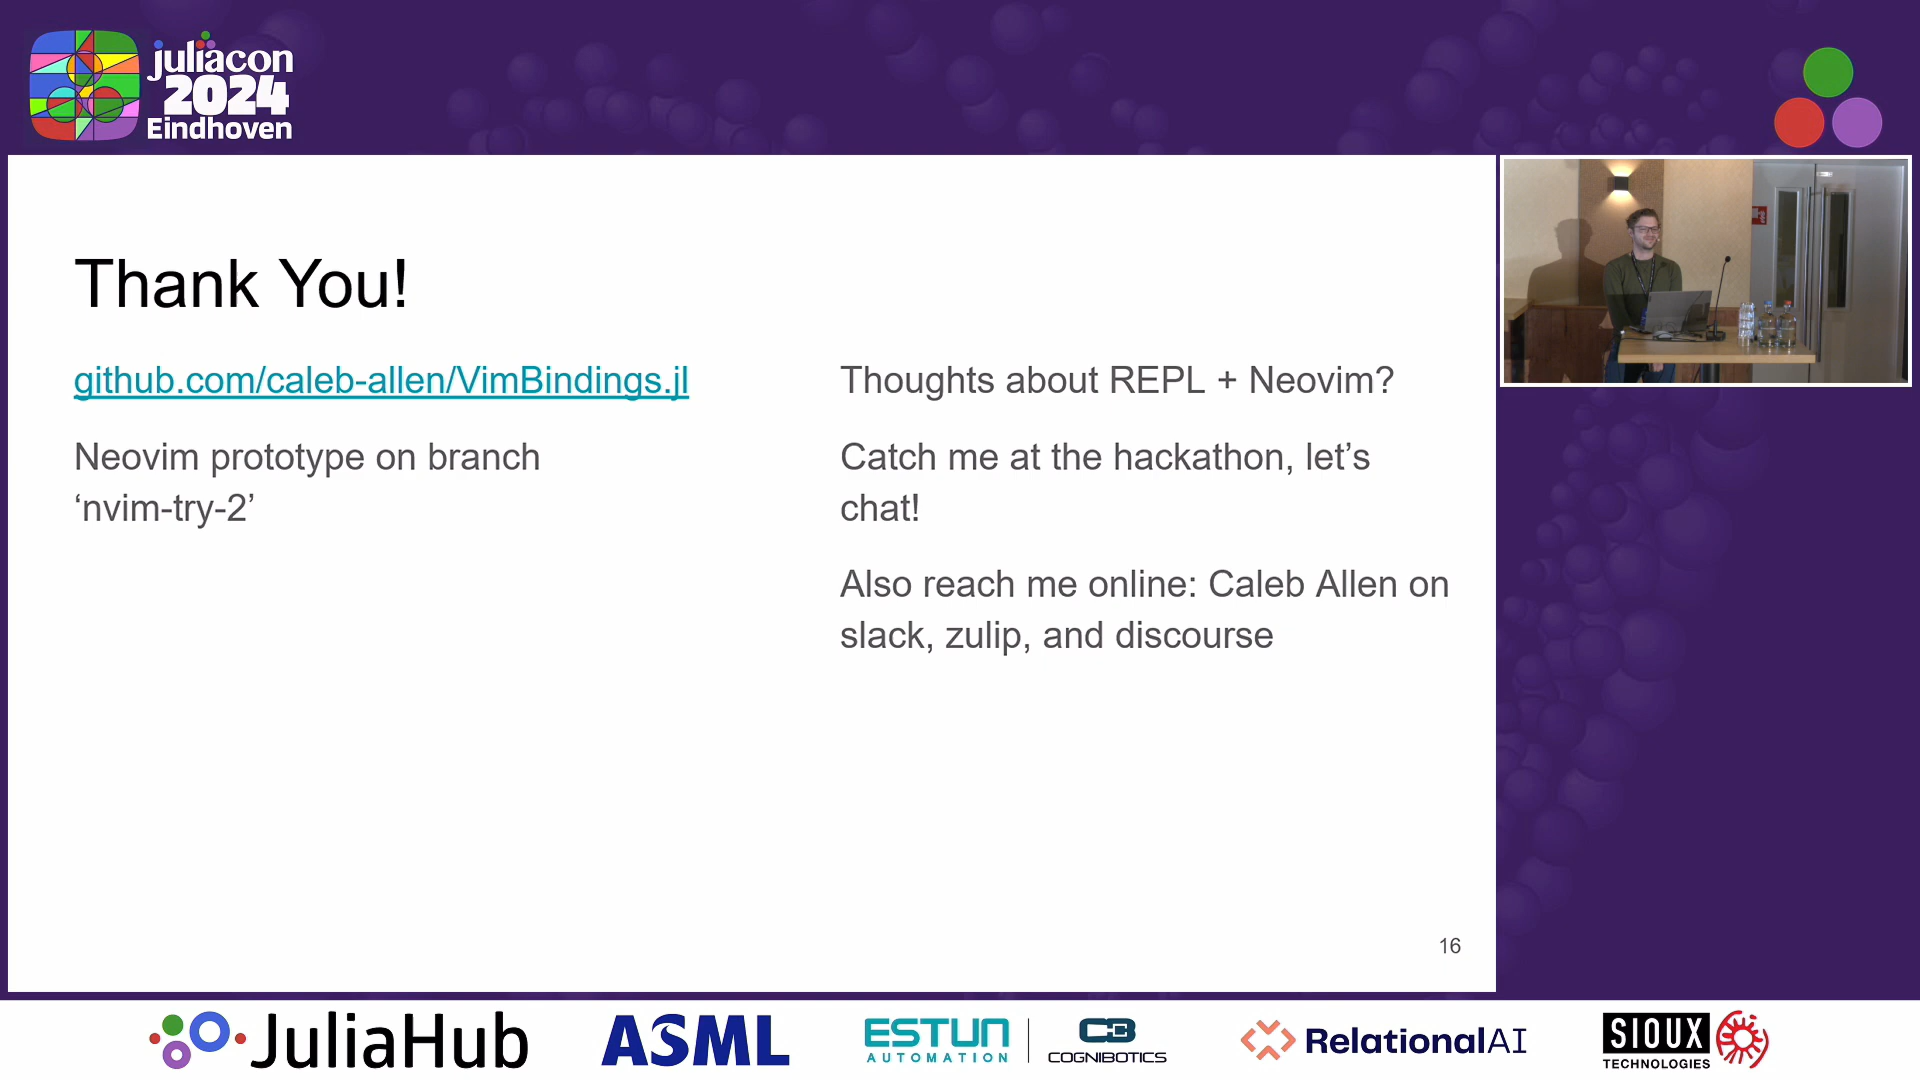 juliacon
2024
Eindhoven
Thank You!
github.com/caleb-allen/VimBindings.jl
Neovim prototype on branch
‘nvim-try-2’
Thoughts about REPL + Neovim?
Catch me at the hackathon, let’s
chat!
Also reach me online: Caleb Allen on
slack, zulip, and discourse
16
JuliaHub
ASML
ESTUN
AUTOMATION
COGNIBOTICS
RelationalAI
SIOUX
TECHNOLOGIES